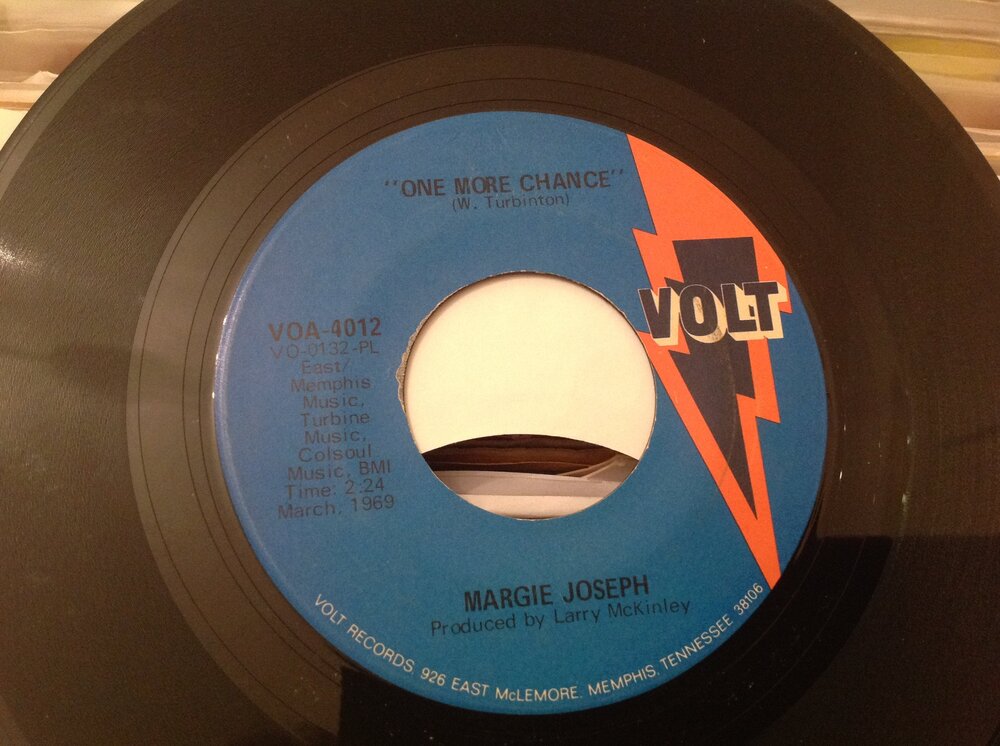 "ONE MORE CHANCE"
(W. Turbinton)
VOLT
VOA-4012
VO-0132-PL
East/
Memphis
Music,
Turbine
Music,
Colsoul
Music, BMI
Time: 2:24
March, 1969
MARGIE JOSEPH
Produced by Larry McKinley
VOLT RECORDS, 926 EAST McLEMORE, MEMPHIS, TENNESSEE 38106